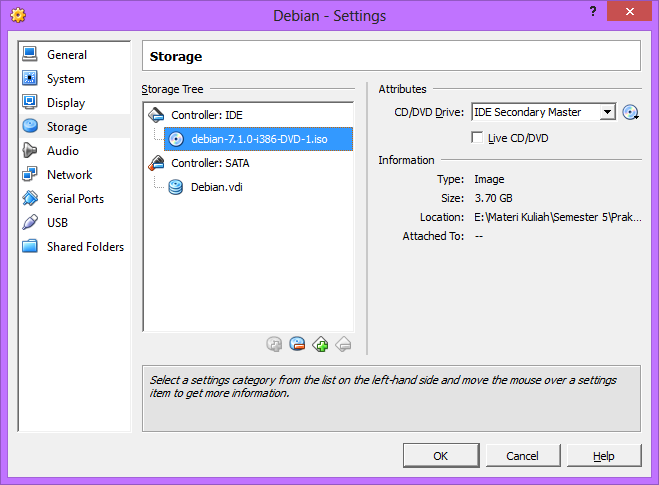 Debian - Settings
?
General
System
Display
Storage
Audio
Network
Serial Ports
USB
Shared Folders
Storage
Storage Tree
Controller: IDE
debian-7.1.0-i386-DVD-1.iso
Controller: SATA
Debian.vdi
Attributes
CD/DVD Drive: IDE Secondary Master
Live CD/DVD
Information
Type: Image
Size: 3.70 GB
Location: E:\Materi Kuliah\Semester 5\Prak...
Attached To: --
Select a settings category from the list on the left-hand side and move the mouse over a settings
item to get more information.
OK
Cancel
Help